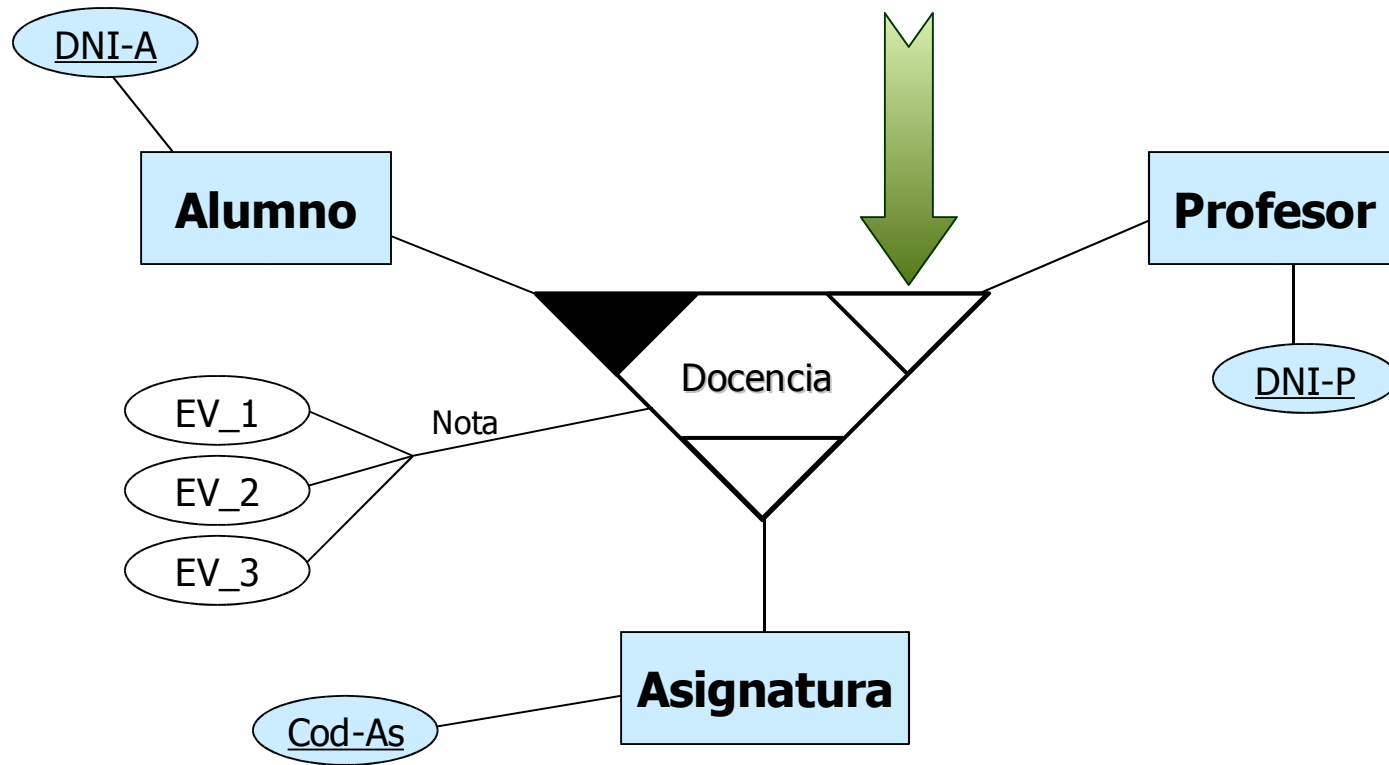 DNI-A
Alumno
Profesor
Docencia
DNI-P
EV_1
Nota
EV_2
EV_3
Asignatura
Cod-As